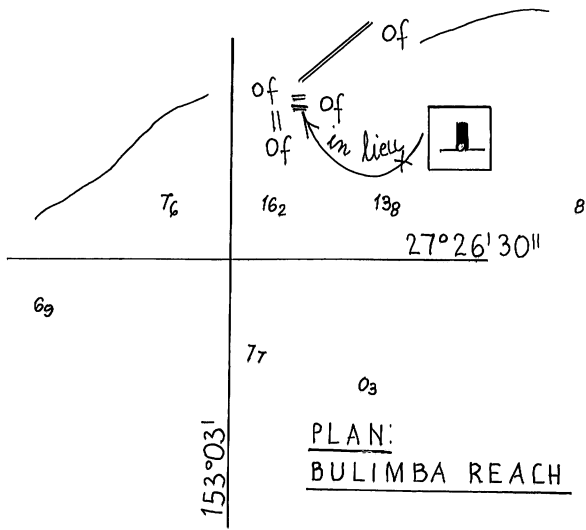 Of
Of
Of
Of
in lieu
7₆ 16₂ 13₈ 8
27°26'30"
6₉
7₇
0₃
153°03'
PLAN:
BULIMBA REACH